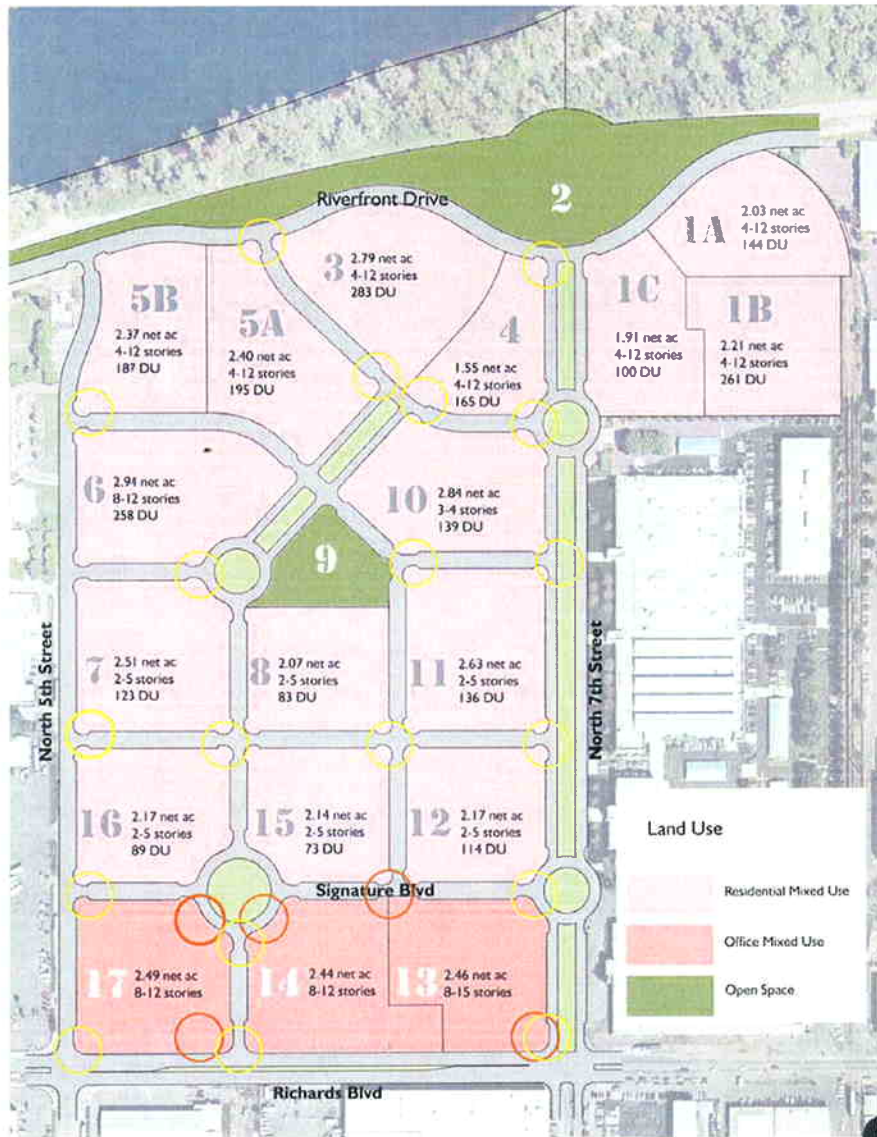 2
Riverfront Drive
1A
2.03 net ac
4-12 stories
144 DU
3
2.79 net ac
4-12 stories
283 DU
5B
2.37 net ac
4-12 stories
187 DU
5A
2.40 net ac
4-12 stories
195 DU
4
1.55 net ac
4-12 stories
165 DU
1C
1.91 net ac
4-12 stories
100 DU
1B
2.21 net ac
4-12 stories
261 DU
6
2.94 net ac
8-12 stories
258 DU
10
2.84 net ac
3-4 stories
139 DU
9
North 5th Street
7
2.51 net ac
2-5 stories
123 DU
8
2.07 net ac
2-5 stories
83 DU
11
2.63 net ac
2-5 stories
136 DU
North 7th Street
16
2.17 net ac
2-5 stories
89 DU
15
2.14 net ac
2-5 stories
73 DU
12
2.17 net ac
2-5 stories
114 DU
Signature Blvd
17
2.49 net ac
8-12 stories
14
2.44 net ac
8-12 stories
13
2.46 net ac
8-15 stories
Richards Blvd
Land Use
Residential Mixed Use
Office Mixed Use
Open Space